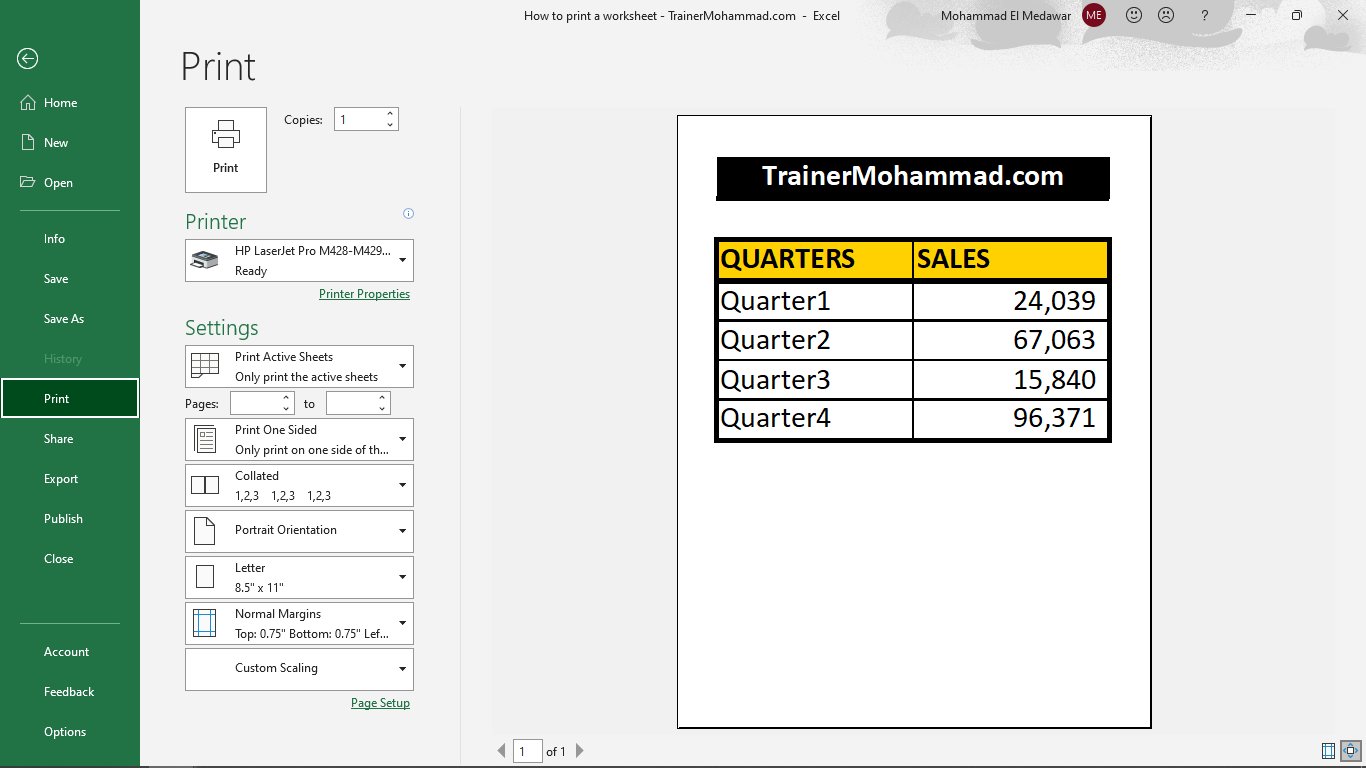 How to print a worksheet - TrainerMohammad.com - Excel
Mohammad El Medawar
ME
?
Home
New
Open
Info
Save
Save As
History
Print
Share
Export
Publish
Close
Account
Feedback
Options
Print
Print
Copies: 1
Printer
HP LaserJet Pro M428-M429...
Ready
Printer Properties
Settings
Print Active Sheets
Only print the active sheets
Pages: to
Print One Sided
Only print on one side of th...
Collated
1,2,3 1,2,3 1,2,3
Portrait Orientation
Letter
8.5" x 11"
Normal Margins
Top: 0.75" Bottom: 0.75" Lef...
Custom Scaling
Page Setup
TrainerMohammad.com
QUARTERS SALES
Quarter1 24,039
Quarter2 67,063
Quarter3 15,840
Quarter4 96,371
1 of 1